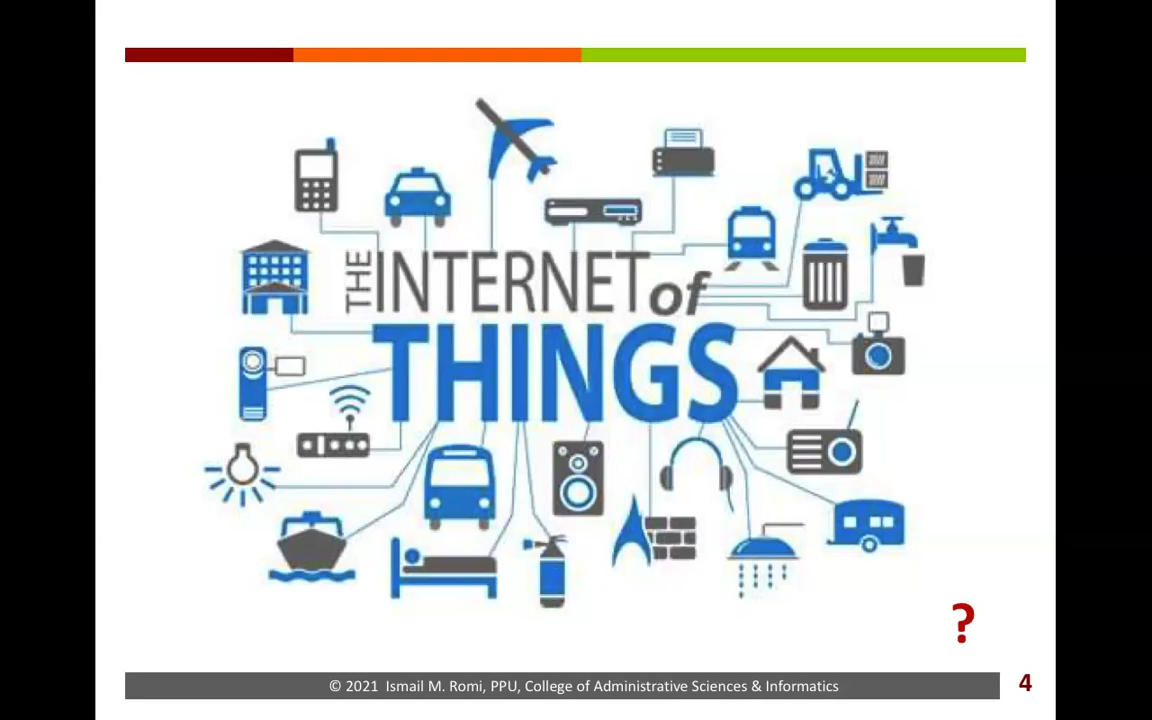 THE
INTERNET of
THINGS
?
© 2021 Ismail M. Romi, PPU, College of Administrative Sciences & Informatics
4